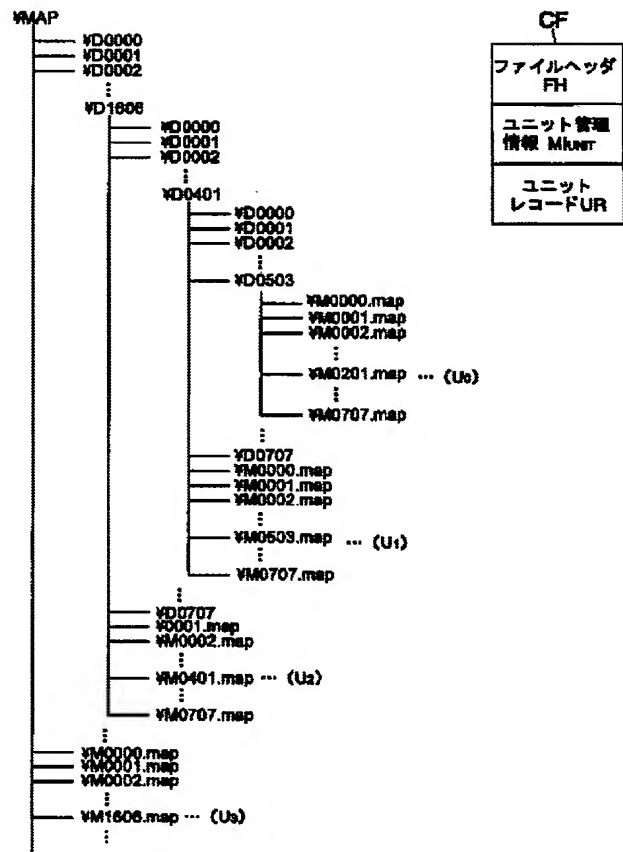 ¥MAP
¥D0000
¥D0001
¥D0002
¥D1606
¥D0000
¥D0001
¥D0002
¥D0401
¥D0000
¥D0001
¥D0002
¥D0503
¥M0000.map
¥M0001.map
¥M0002.map
¥M0201.map … (U0)
¥M0707.map
¥D0707
¥M0000.map
¥M0001.map
¥M0002.map
¥M0503.map … (U1)
¥M0707.map
¥D0707
¥0001.map
¥M0002.map
¥M0401.map … (U2)
¥M0707.map
¥M0000.map
¥M0001.map
¥M0002.map
¥M1606.map … (U3)
CF
ファイルヘッダ
FH
ユニット管理
情報 MIUNIT
ユニット
レコードUR